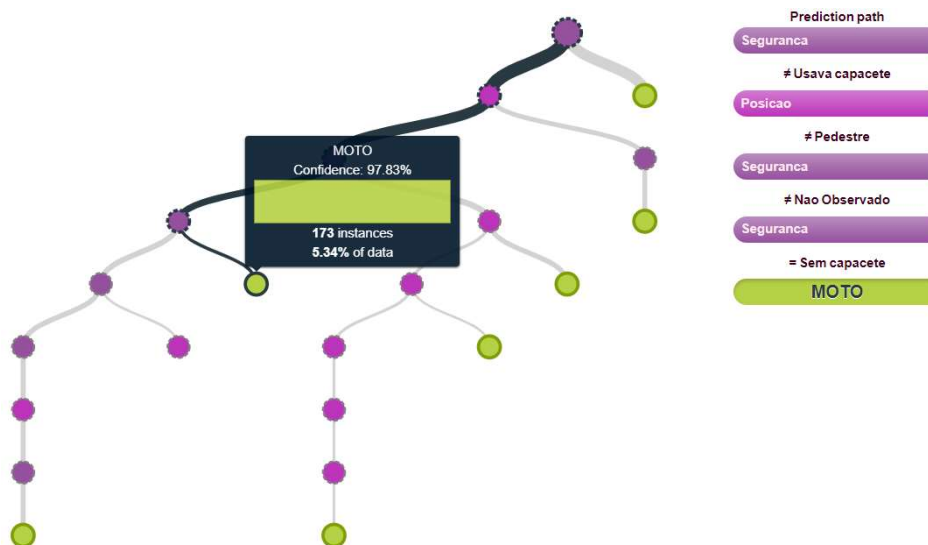 MOTO
Confidence: 97.83%
173 instances
5.34% of data
Prediction path
Seguranca
≠ Usava capacete
Posicao
≠ Pedestre
Seguranca
≠ Nao Observado
Seguranca
= Sem capacete
MOTO